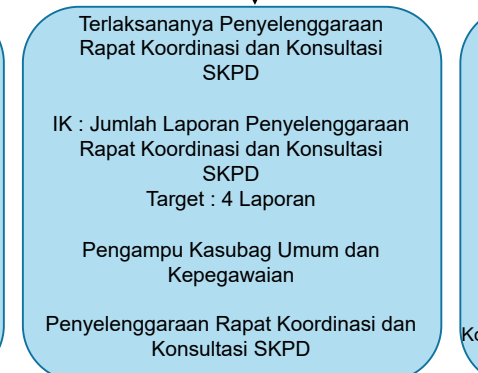 Terlaksananya Penyelenggaraan
Rapat Koordinasi dan Konsultasi
SKPD
IK : Jumlah Laporan Penyelenggaraan
Rapat Koordinasi dan Konsultasi
SKPD
Target : 4 Laporan
Pengampu Kasubag Umum dan
Kepegawaian
Penyelenggaraan Rapat Koordinasi dan
Konsultasi SKPD